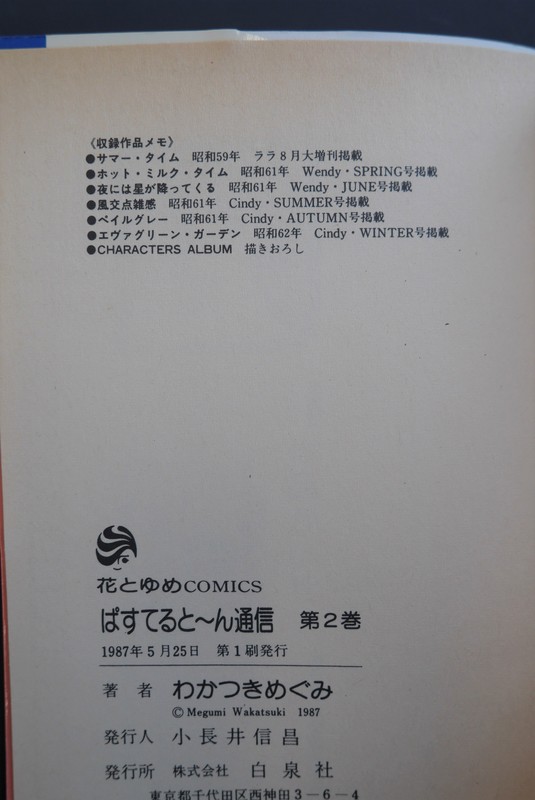 《収録作品メモ》
●サマー・タイム 昭和59年 ララ8月大増刊掲載
●ホット・ミルク・タイム 昭和61年 Wendy・SPRING号掲載
●夜には星が降ってくる 昭和61年 Wendy・JUNE号掲載
●風交点雑感 昭和61年 Cindy・SUMMER号掲載
●ペイルグレー 昭和61年 Cindy・AUTUMN号掲載
●エヴァグリーン・ガーデン 昭和62年 Cindy・WINTER号掲載
●CHARACTERS ALBUM 描きおろし
花とゆめCOMICS
ぱすてると〜ん通信 第2巻
1987年5月25日 第1刷発行
著者 わかつきめぐみ
©Megumi Wakatsuki 1987
発行人 小長井信昌
発行所 株式会社 白泉社
東京都千代田区西神田3−6−4